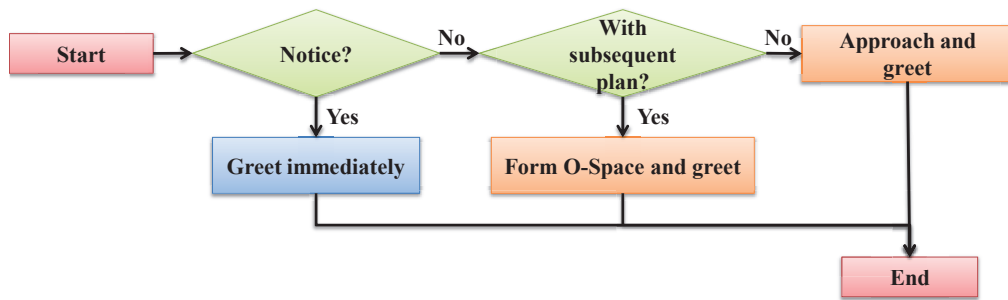 Start
Notice?
No
With
subsequent
plan?
No
Approach and
greet
Yes
Yes
Greet immediately
Form O-Space and greet
End